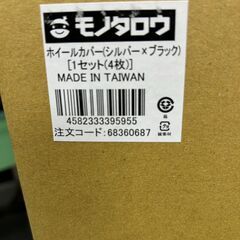 モノタロウ
ホイールカバー(シルバー×ブラック)
[1セット(4枚)]
MADE IN TAIWAN
4582333395955
注文コード:68360687